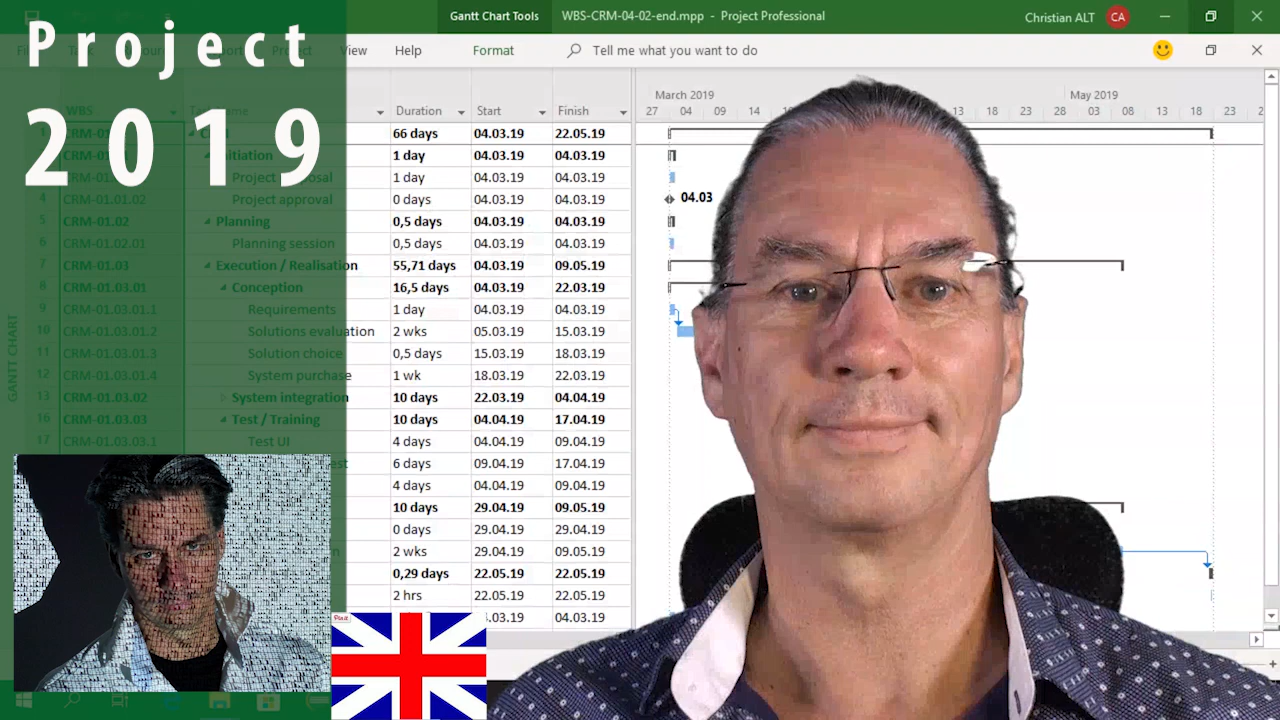 Project
2019
Gantt Chart Tools
WBS-CRM-04-02-end.mpp - Project Professional
Christian ALT
CA
Project
View
Help
Format
Tell me what you want to do
WBS
Task Name
Duration
Start
Finish
March 2019
May 2019
27 04 09 14 13 18 23 28 03 08 13 18 23
66 days 04.03.19 22.05.19
Initiation 1 day 04.03.19 04.03.19
Project 1 day 04.03.19 04.03.19
4 CRM-01.01.02 Project approval 0 days 04.03.19 04.03.19
04.03
5 CRM-01.02 Planning 0,5 days 04.03.19 04.03.19
6 CRM-01.02.01 Planning session 0,5 days 04.03.19 04.03.19
7 CRM-01.03 Execution / Realisation 55,71 days 04.03.19 09.05.19
8 CRM-01.03.01 Conception 16,5 days 04.03.19 22.03.19
9 CRM-01.03.01.1 Requirements 1 day 04.03.19 04.03.19
10 CRM-01.03.01.2 Solutions evaluation 2 wks 05.03.19 15.03.19
11 CRM-01.03.01.3 Solution choice 0,5 days 15.03.19 18.03.19
12 CRM-01.03.01.4 System purchase 1 wk 18.03.19 22.03.19
13 CRM-01.03.02 System integration 10 days 22.03.19 04.04.19
16 CRM-01.03.03 Test / Training 10 days 04.04.19 17.04.19
17 CRM-01.03.03.1 Test UI 4 days 04.04.19 09.04.19
6 days 09.04.19 17.04.19
4 days 04.04.19 09.04.19
10 days 29.04.19 09.05.19
0 days 29.04.19 29.04.19
2 wks 29.04.19 09.05.19
0,29 days 22.05.19 22.05.19
2 hrs 22.05.19 22.05.19
04.03.19
GANTT CHART
Pin it